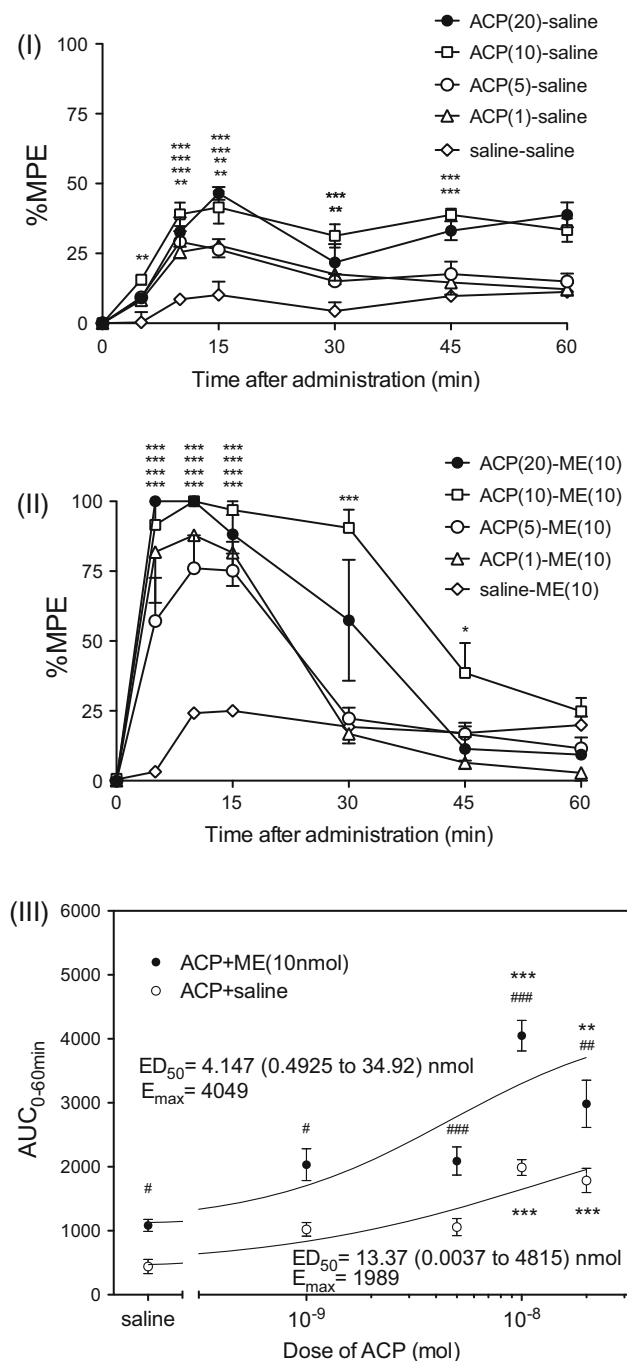 (I)
ACP(20)-saline
ACP(10)-saline
ACP(5)-saline
ACP(1)-saline
saline-saline
%MPE
100
75
50
25
0
**
***
***
***
**
***
***
**
**
***
**
***
***
0 15 30 45 60
Time after administration (min)
(II)
ACP(20)-ME(10)
ACP(10)-ME(10)
ACP(5)-ME(10)
ACP(1)-ME(10)
saline-ME(10)
%MPE
100
75
50
25
0
***
***
***
***
***
***
***
***
***
***
***
***
***
*
0 15 30 45 60
Time after administration (min)
(III)
AUC0-60min
6000
5000
4000
3000
2000
1000
0
ACP+ME(10nmol)
ACP+saline
ED50 = 4.147 (0.4925 to 34.92) nmol
Emax = 4049
#
#
###
***
###
**
##
***
***
ED50 = 13.37 (0.0037 to 4815) nmol
Emax = 1989
saline 10-9 10-8
Dose of ACP (mol)